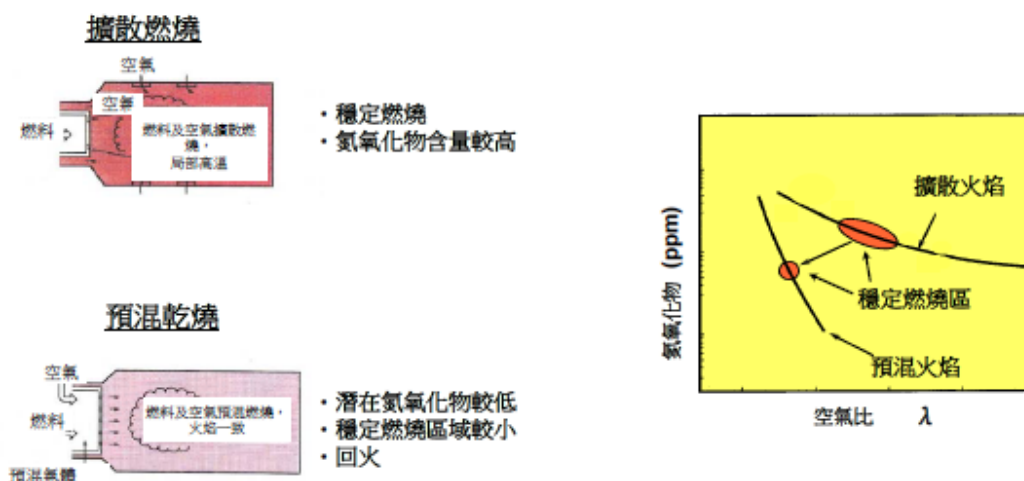 擴散燃燒
空氣
空氣
燃料
燃料及空氣擴散燃
燒，
局部高溫
・穩定燃燒
・氮氧化物含量較高
預混乾燒
空氣
燃料
預混氣體
燃料及空氣預混燃燒，
火焰一致
・潛在氮氧化物較低
・穩定燃燒區域較小
・回火
氮氧化物 (ppm)
擴散火焰
穩定燃燒區
預混火焰
空氣比 λ